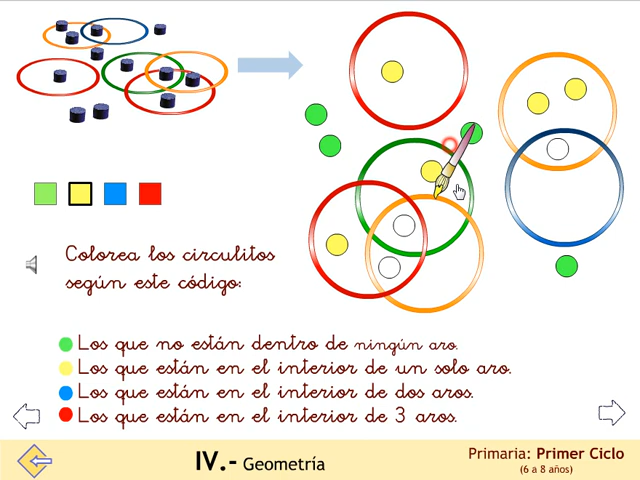 Colorea los circulitos
según este código:
Los que no están dentro de ningún aro.
Los que están en el interior de un solo aro.
Los que están en el interior de dos aros.
Los que están en el interior de 3 aros.
IV.- Geometría
Primaria: Primer Ciclo
(6 a 8 años)